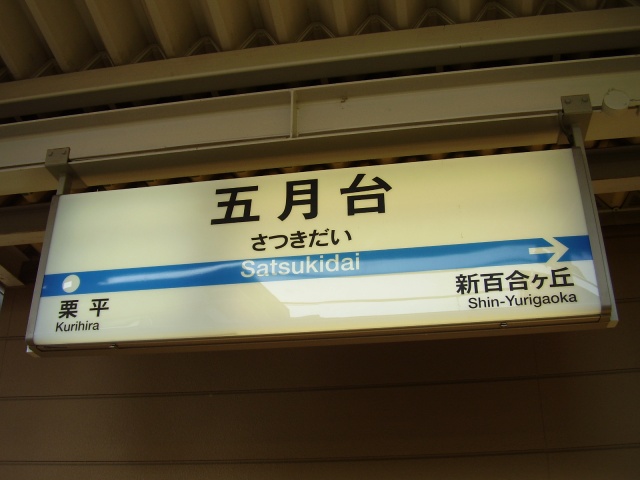 五月台
さつきだい
Satsukidai
栗平
Kurihira
新百合ヶ丘
Shin-Yurigaoka